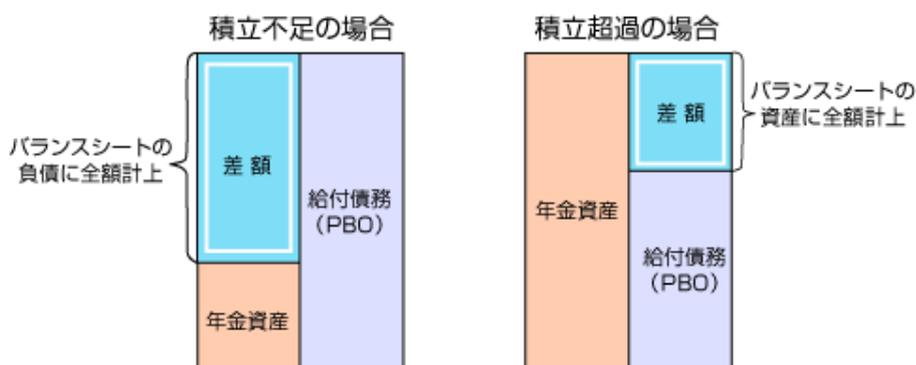 積立不足の場合
バランスシートの
負債に全額計上
差 額
給付債務
（PBO）
年金資産
積立超過の場合
年金資産
差 額
給付債務
（PBO）
バランスシートの
資産に全額計上